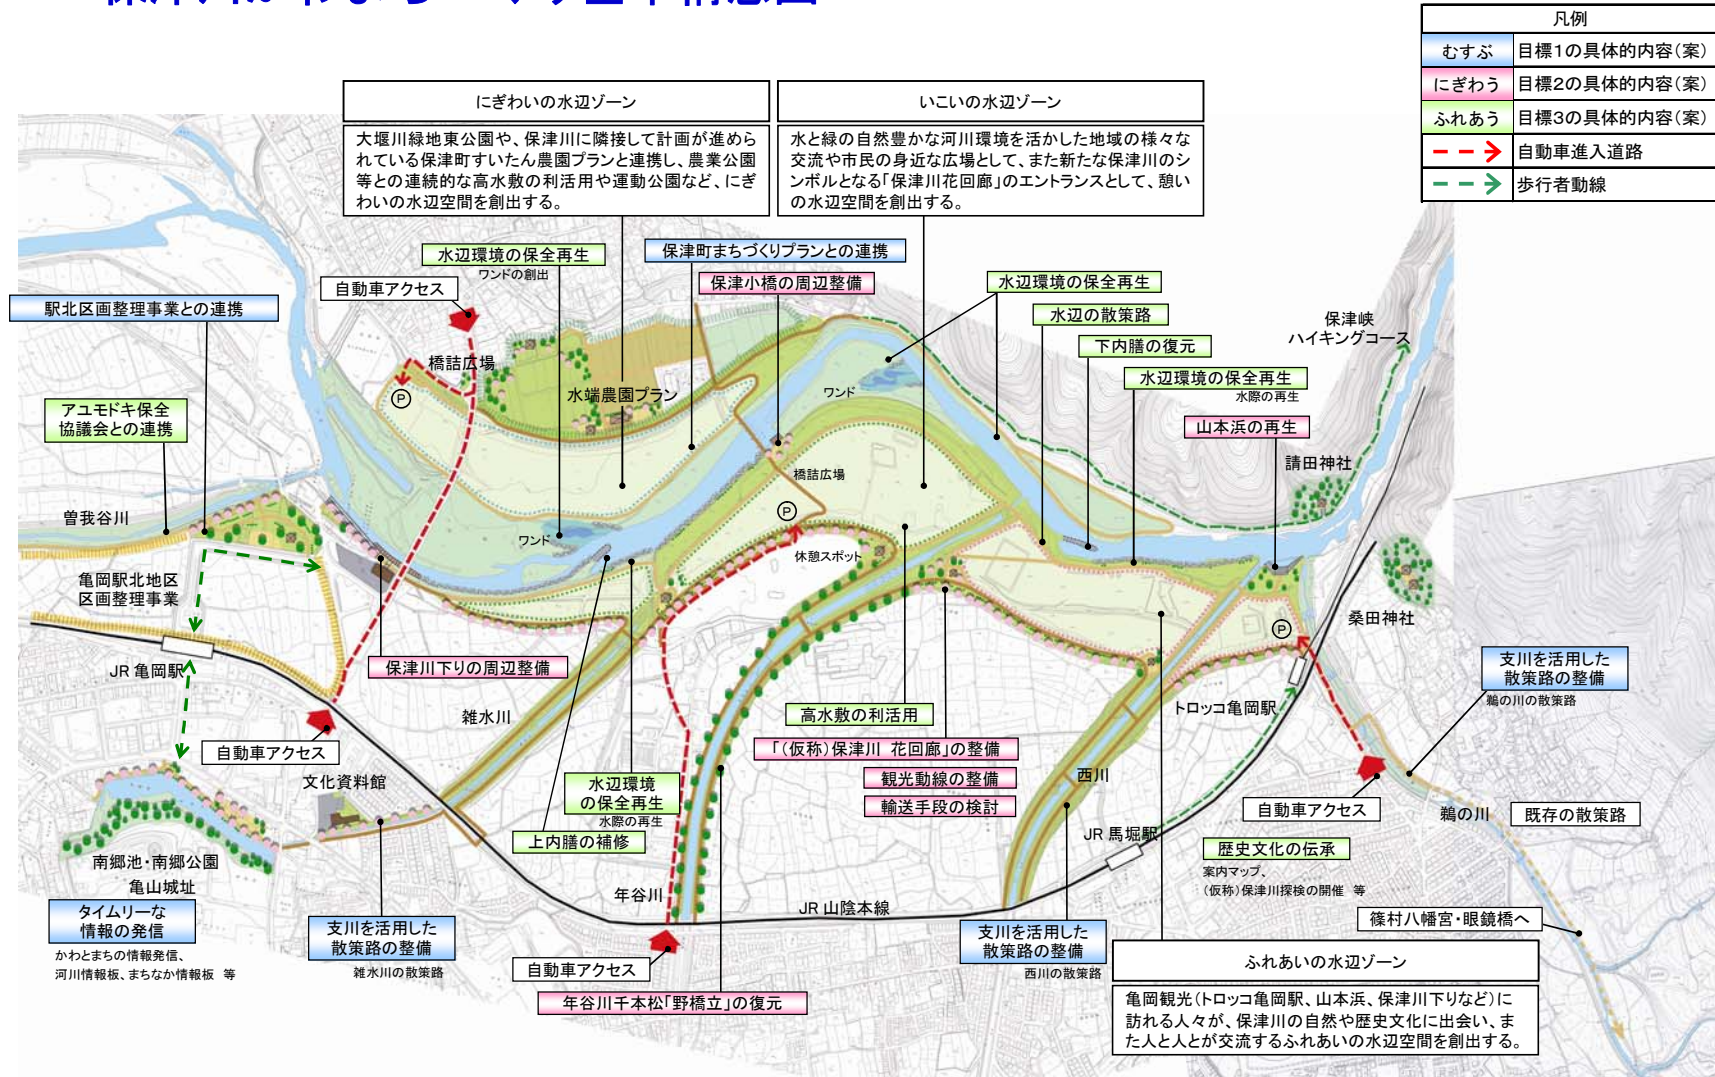 凡例
むすぶ 目標1の具体的内容(案)
にぎわう 目標2の具体的内容(案)
ふれあう 目標3の具体的内容(案)
自動車進入道路
歩行者動線
にぎわいの水辺ゾーン
大堰川緑地東公園や、保津川に隣接して計画が進めら
れている保津町すいたん農園プランと連携し、農業公園
等との連続的な高水敷の利活用や運動公園など、にぎ
わいの水辺空間を創出する。
いこいの水辺ゾーン
水と緑の自然豊かな河川環境を活かした地域の様々な
交流や市民の身近な広場として、また新たな保津川のシ
ンボルとなる「保津川花回廊」のエントランスとして、憩い
の水辺空間を創出する。
水辺環境の保全再生
ワンドの創出
保津町まちづくりプランとの連携
保津小橋の周辺整備
水辺環境の保全再生
自動車アクセス
駅北区画整理事業との連携
水辺の散策路
保津峡
ハイキングコース
下内膳の復元
橋詰広場
水辺環境の保全再生
水際の再生
P
水端農園プラン
ワンド
アユモドキ保全
協議会との連携
山本浜の再生
請田神社
橋詰広場
曽我谷川
P
ワンド
休憩スポット
亀岡駅北地区
区画整理事業
桑田神社
P
JR 亀岡駅
保津川下りの周辺整備
支川を活用した
散策路の整備
鵜の川の散策路
雑水川
高水敷の利活用
トロッコ亀岡駅
自動車アクセス
「(仮称)保津川 花回廊」の整備
文化資料館
水辺環境
の保全再生
水際の再生
観光動線の整備
西川
輸送手段の検討
自動車アクセス
鵜の川
既存の散策路
上内膳の補修
JR 馬堀駅
歴史文化の伝承
案内マップ、
(仮称)保津川探検の開催 等
南郷池・南郷公園
亀山城址
年谷川
JR 山陰本線
タイムリーな
情報の発信
かわとまちの情報発信、
河川情報板、まちなか情報板 等
支川を活用した
散策路の整備
雑水川の散策路
自動車アクセス
支川を活用した
散策路の整備
西川の散策路
篠村八幡宮・眼鏡橋へ
年谷川千本松「野橋立」の復元
ふれあいの水辺ゾーン
亀岡観光(トロッコ亀岡駅、山本浜、保津川下りなど)に
訪れる人々が、保津川の自然や歴史文化に出会い、ま
た人と人とが交流するふれあいの水辺空間を創出する。